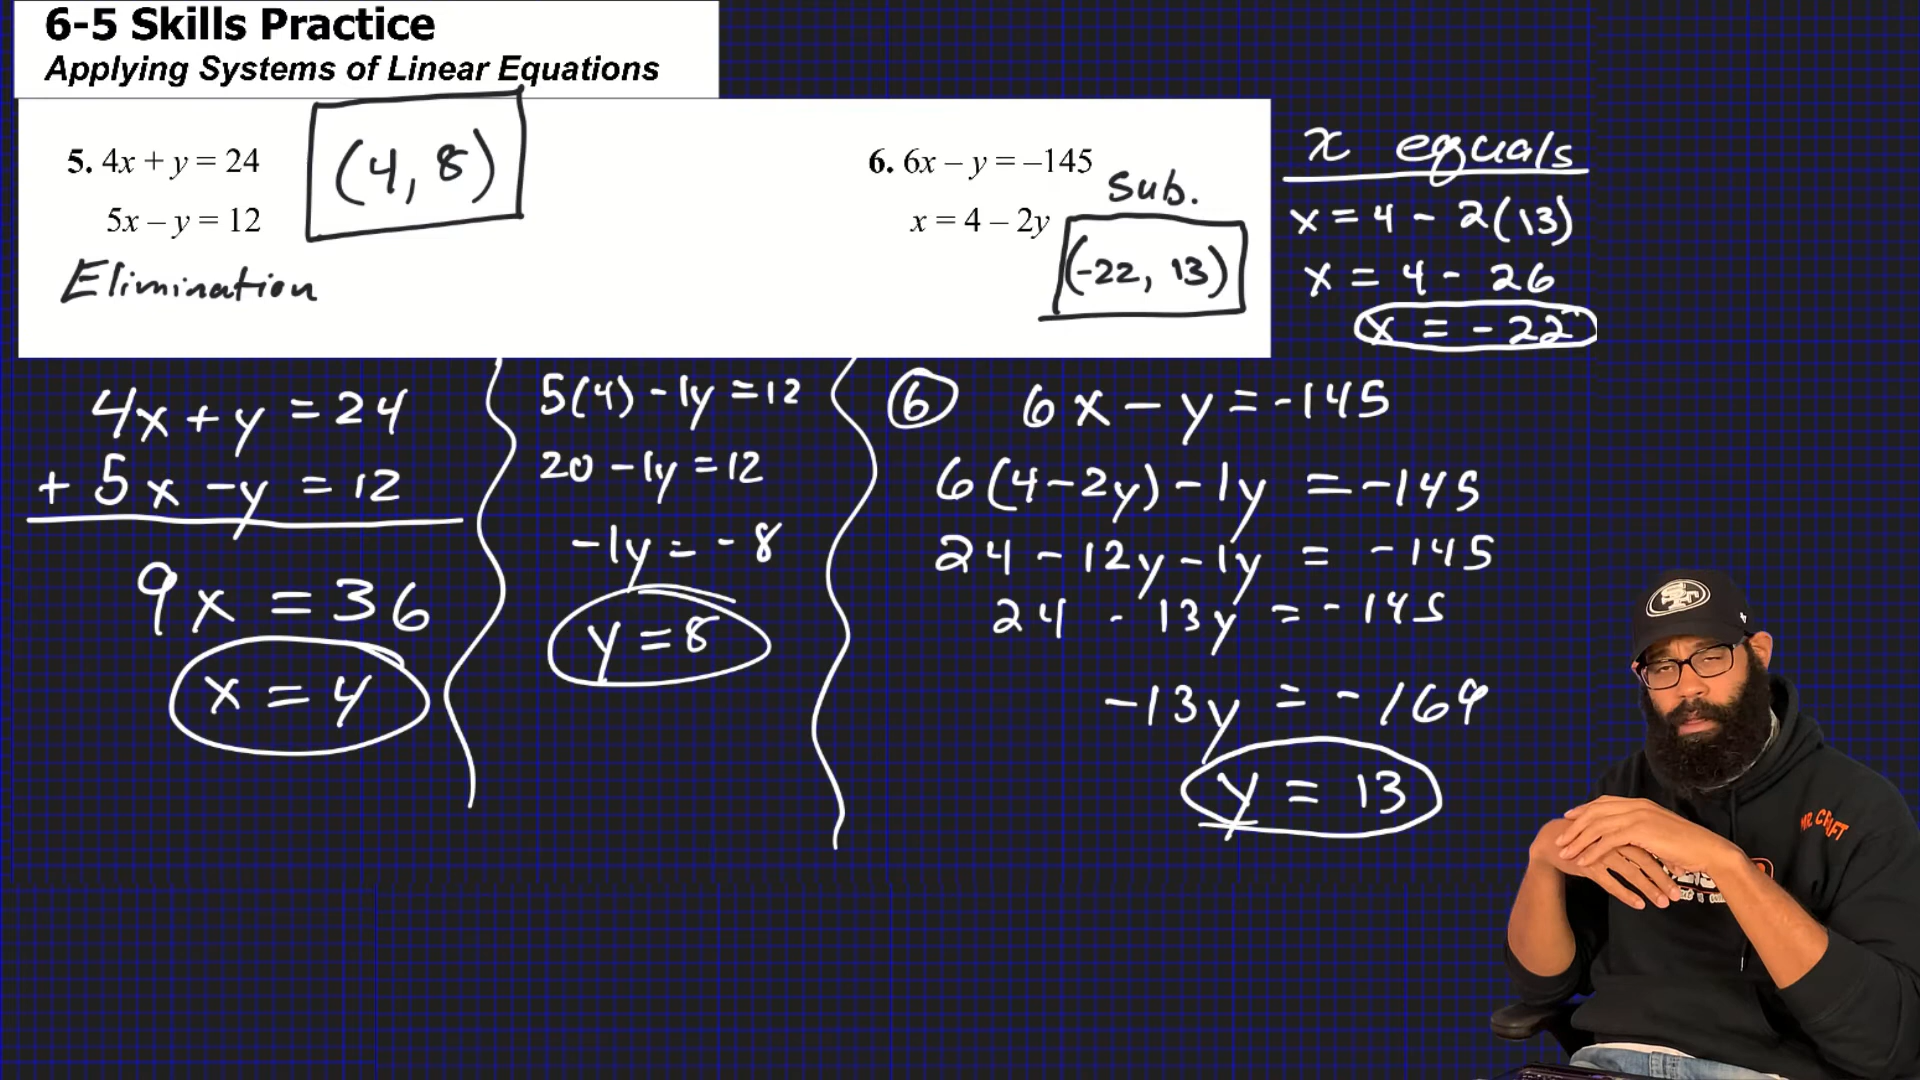 6-5 Skills Practice
Applying Systems of Linear Equations
5. 4x + y = 24
5x – y = 12
(4, 8)
Elimination
6. 6x – y = –145
x = 4 – 2y
Sub.
(-22, 13)
x equals
x = 4 - 2(13)
x = 4 - 26
x = -22
4x + y = 24
+ 5x - y = 12
9x = 36
x = 4
5(4) - 1y = 12
20 - 1y = 12
-1y = -8
y = 8
6 6x - y = -145
6(4-2y) - 1y = -145
24 - 12y - 1y = -145
24 - 13y = -145
-13y = -169
y = 13
MR CRAFT